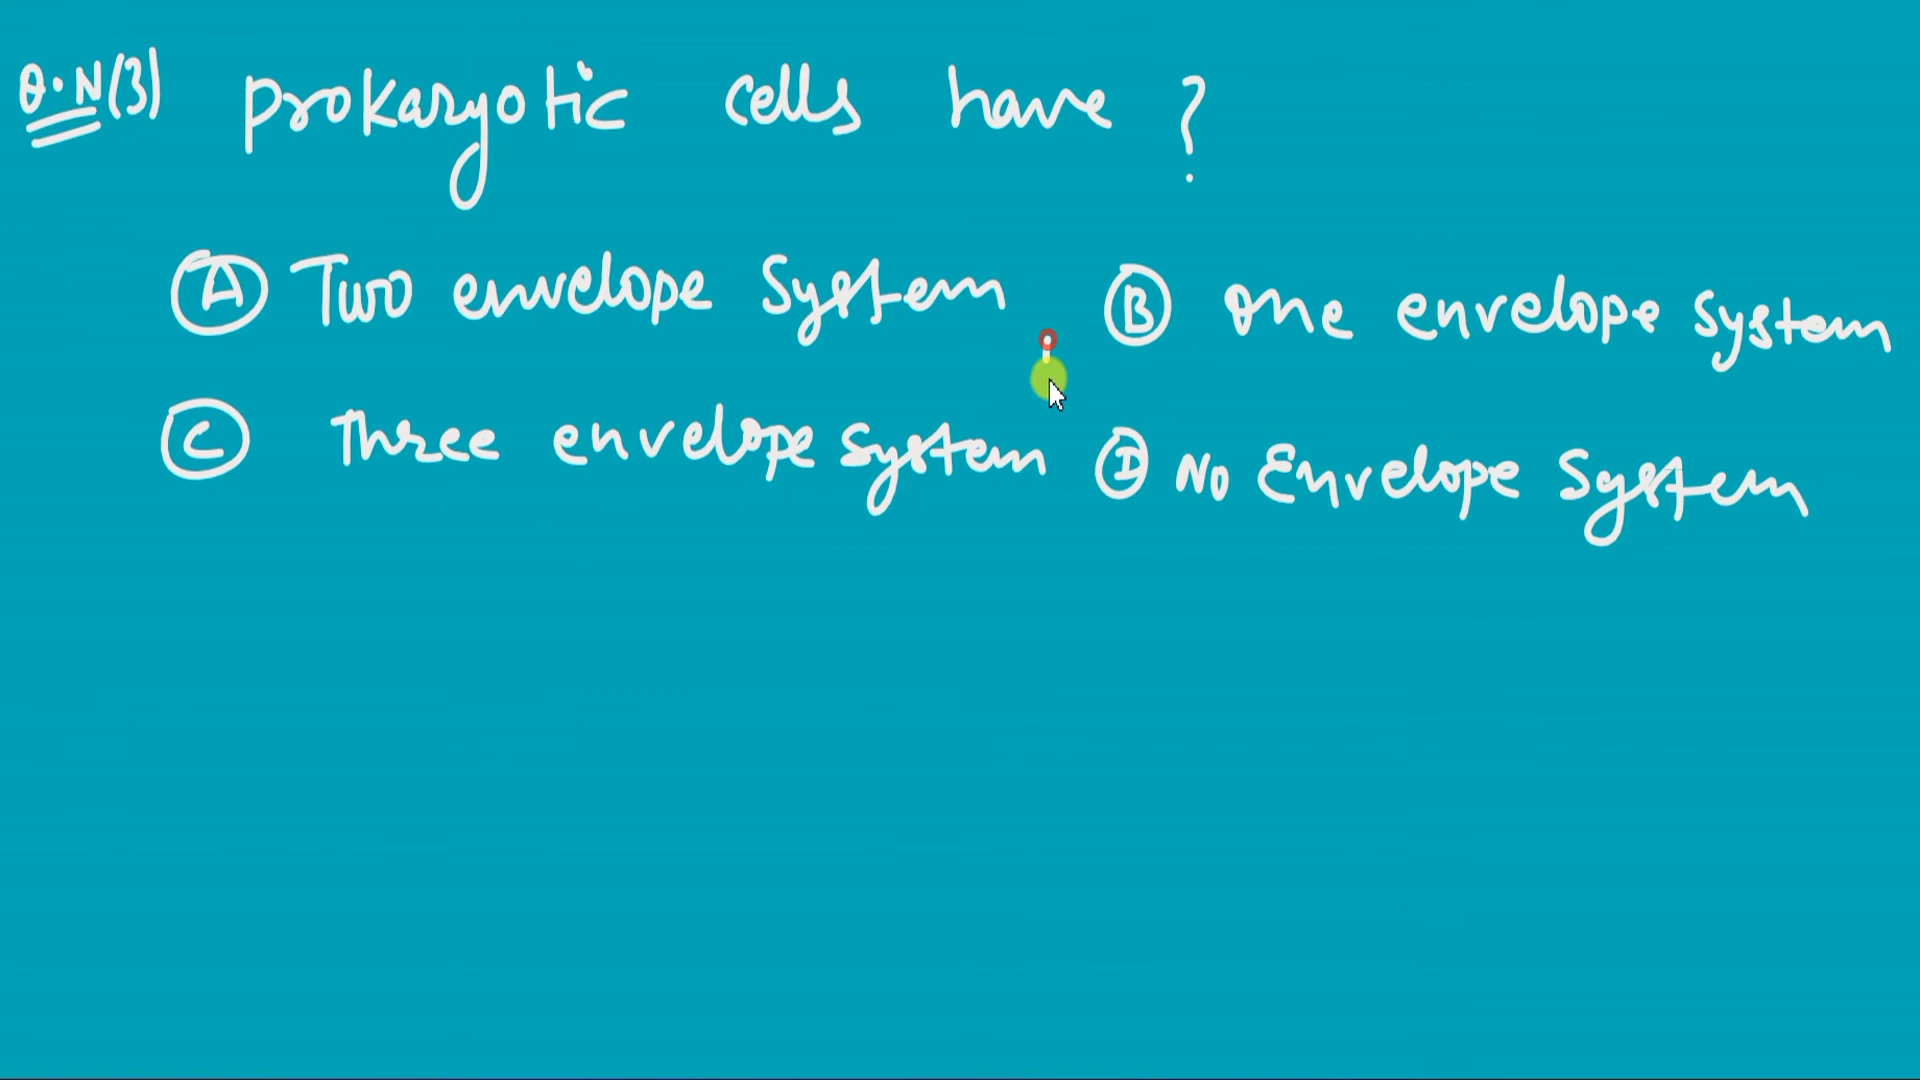 Q.N(3) prokaryotic cells have ?
(A) Two envelope System (B) One envelope system
(C) Three envelope system (D) No Envelope System